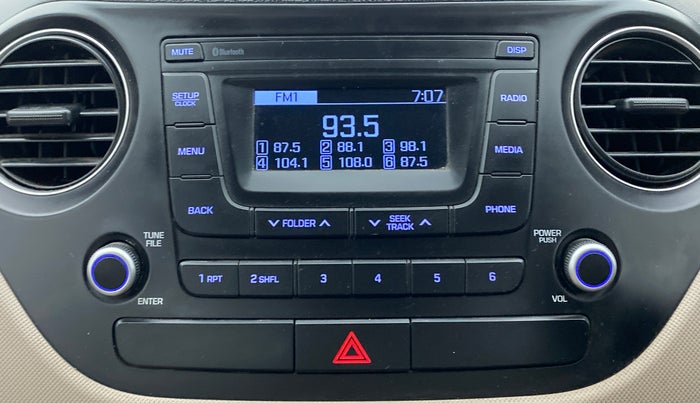 MUTE Bluetooth DISP
SETUP
CLOCK
FM1 7:07
RADIO
93.5
1 87.5 2 88.1 3 98.1
4 104.1 5 108.0 6 87.5
MENU
MEDIA
BACK
FOLDER
SEEK
TRACK
PHONE
TUNE
FILE
POWER
PUSH
1 RPT 2 SHFL 3 4 5 6
ENTER
VOL